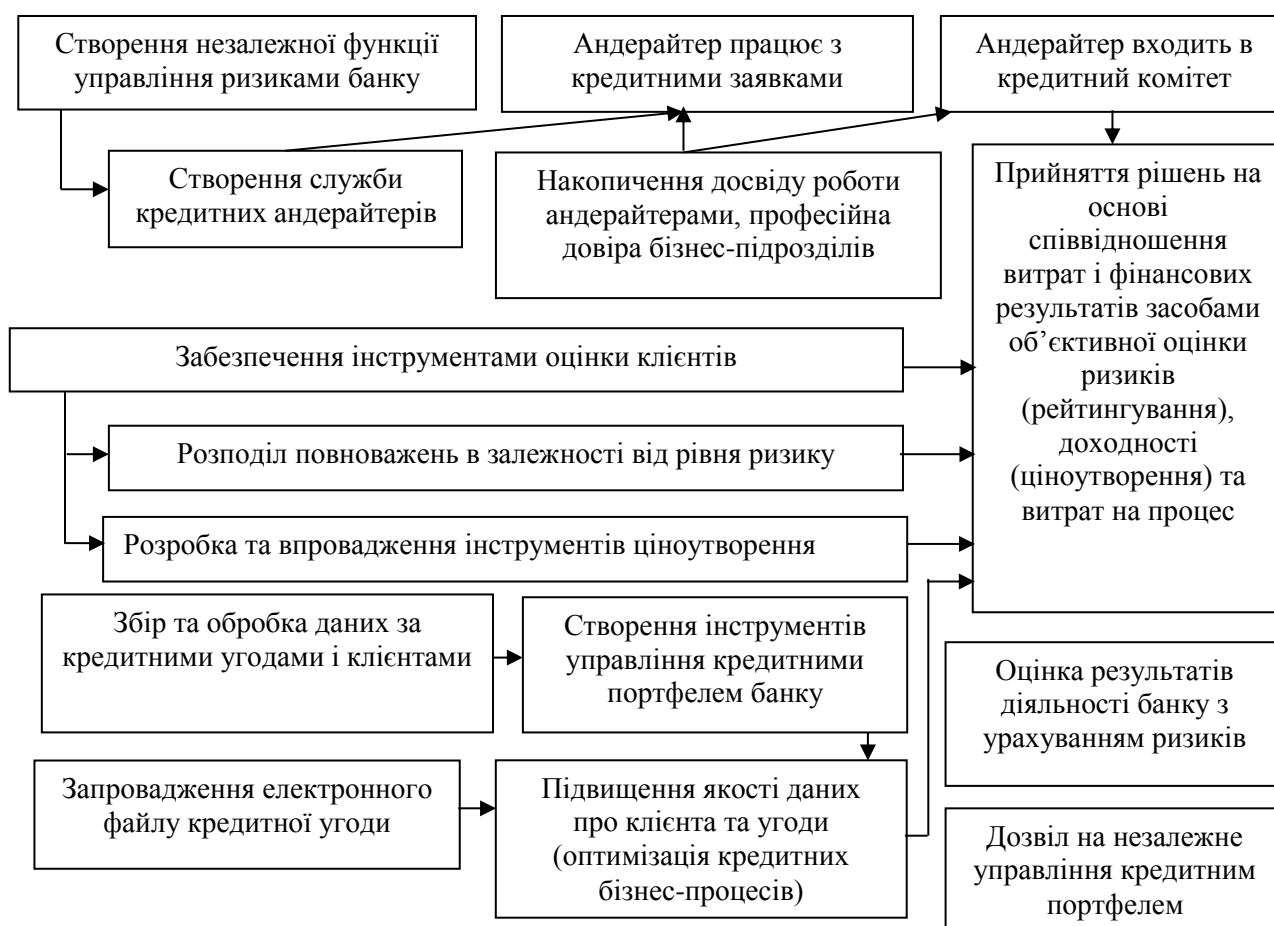 Створення незалежної функції
управління ризиками банку
Андерайтер працює з
кредитними заявками
Андерайтер входить в
кредитний комітет
Створення служби
кредитних андерайтерів
Накопичення досвіду роботи
андерайтерами, професійна
довіра бізнес-підрозділів
Прийняття рішень на
основі
співвідношення
витрат і фінансових
результатів засобами
об’єктивної оцінки
ризиків
(рейтингування),
доходності
(ціноутворення) та
витрат на процес
Забезпечення інструментами оцінки клієнтів
Розподіл повноважень в залежності від рівня ризику
Розробка та впровадження інструментів ціноутворення
Збір та обробка даних за
кредитними угодами і клієнтами
Створення інструментів
управління кредитними
портфелем банку
Оцінка результатів
діяльності банку з
урахуванням ризиків
Запровадження електронного
файлу кредитної угоди
Підвищення якості даних
про клієнта та угоди
(оптимізація кредитних
бізнес-процесів)
Дозвіл на незалежне
управління кредитним
портфелем